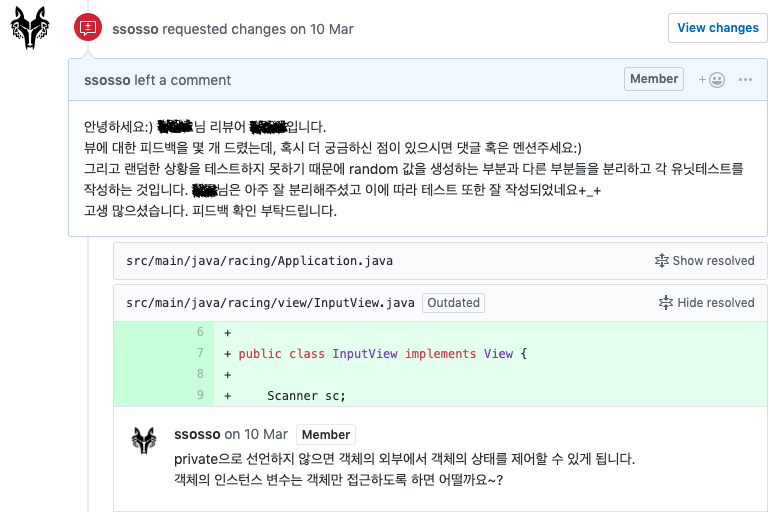 ssosso requested changes on 10 Mar
View changes
ssosso left a comment
Member
안녕하세요:) 님 리뷰어 입니다.
뷰에 대한 피드백을 몇 개 드렸는데, 혹시 더 궁금하신 점이 있으시면 댓글 혹은 멘션주세요:)
그리고 랜덤한 상황을 테스트하지 못하기 때문에 random 값을 생성하는 부분과 다른 부분들을 분리하고 각 유닛테스트를
작성하는 것입니다. 님은 아주 잘 분리해주셨고 이에 따라 테스트 또한 잘 작성되었네요+_+
고생 많으셨습니다. 피드백 확인 부탁드립니다.
src/main/java/racing/Application.java
Show resolved
src/main/java/racing/view/InputView.java Outdated
Hide resolved
6 +
7 + public class InputView implements View {
8 +
9 + Scanner sc;
ssosso on 10 Mar Member
private으로 선언하지 않으면 객체의 외부에서 객체의 상태를 제어할 수 있게 됩니다.
객체의 인스턴스 변수는 객체만 접근하도록 하면 어떨까요~?